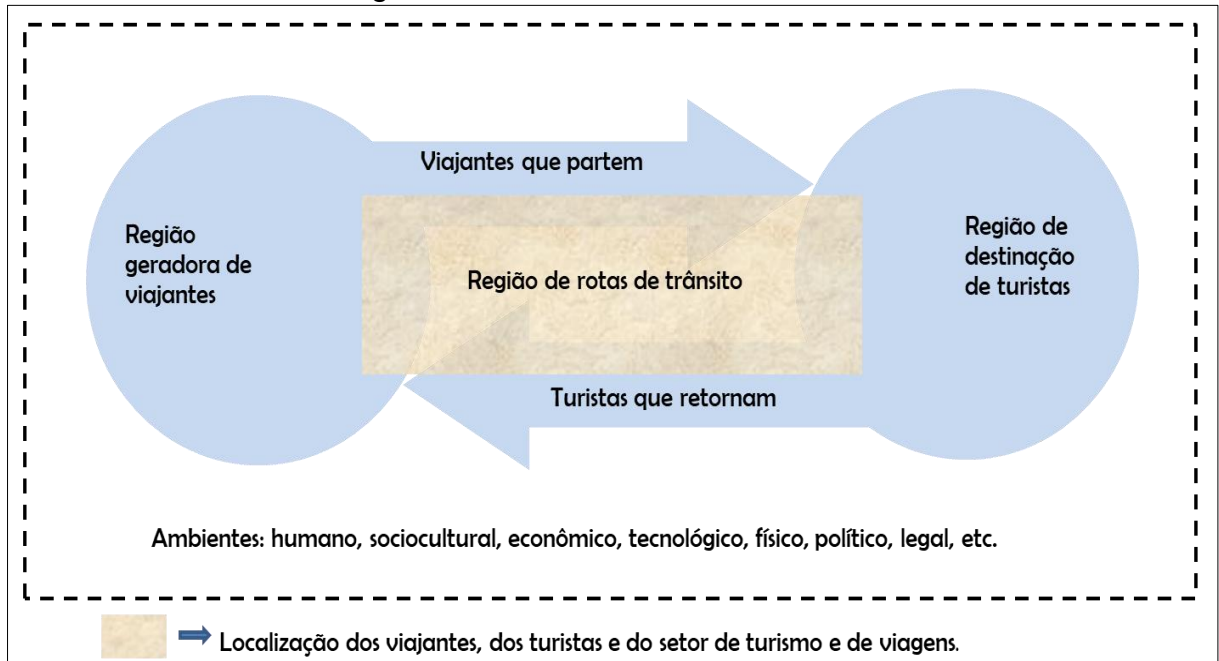 Viajantes que partem
Região
geradora de
viajantes
Região de rotas de trânsito
Região de
destinação
de turistas
Turistas que retornam
Ambientes: humano, sociocultural, econômico, tecnológico, físico, político, legal, etc.
Localização dos viajantes, dos turistas e do setor de turismo e de viagens.